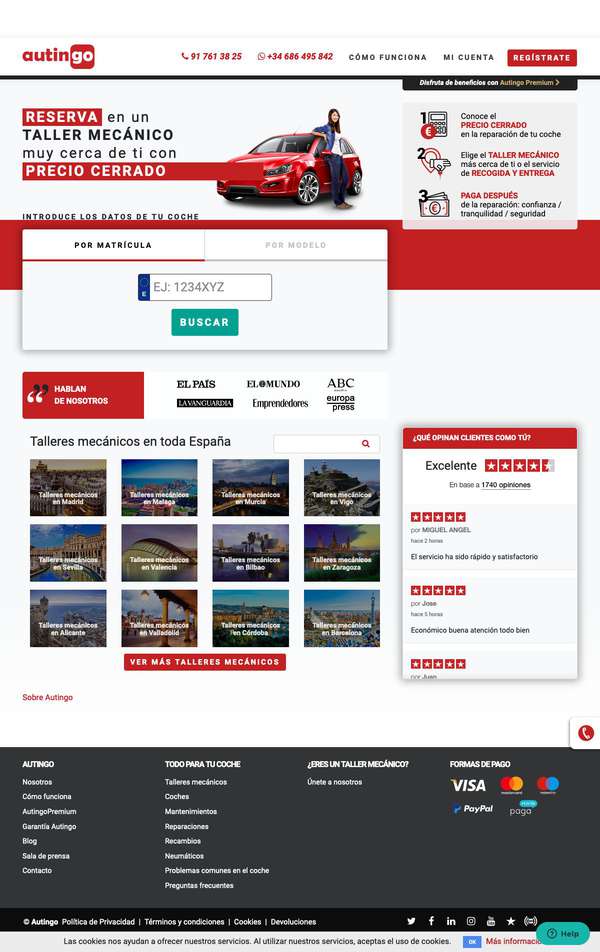 autingo
91 761 38 25
+34 686 495 842
CÓMO FUNCIONA
MI CUENTA
REGÍSTRATE
Disfruta de beneficios con Autingo Premium
RESERVA en un
TALLER MECÁNICO
muy cerca de ti con
PRECIO CERRADO
1 Conoce el
PRECIO CERRADO
en la reparación de tu coche
2 Elige el TALLER MECÁNICO
más cerca de ti o el servicio
de RECOGIDA Y ENTREGA
3 PAGA DESPUÉS
de la reparación: confianza /
tranquilidad / seguridad
INTRODUCE LOS DATOS DE TU COCHE
POR MATRÍCULA
POR MODELO
E
EJ: 1234XYZ
BUSCAR
HABLAN
DE NOSOTROS
EL PAÍS
EL MUNDO
ABC
LA VANGUARDIA
Emprendedores
europa
press
Talleres mecánicos en toda España
Talleres mecánicos
en Madrid
Talleres mecánicos
en Malaga
Talleres mecánicos
en Murcia
Talleres mecánicos
en Vigo
Talleres mecánicos
en Sevilla
Talleres mecánicos
en Valencia
Talleres mecánicos
en Bilbao
Talleres mecánicos
en Zaragoza
Talleres mecánicos
en Alicante
Talleres mecánicos
en Valladolid
Talleres mecánicos
en Córdoba
Talleres mecánicos
en Barcelona
VER MÁS TALLERES MECÁNICOS
¿QUÉ OPINAN CLIENTES COMO TÚ?
Excelente
En base a 1740 opiniones
por MIGUEL ANGEL
hace 2 horas
El servicio ha sido rápido y satisfactorio
por Jose
hace 5 horas
Económico buena atención todo bien
por Juan
Sobre Autingo
AUTINGO
Nosotros
Cómo funciona
AutingoPremium
Garantía Autingo
Blog
Sala de prensa
Contacto
TODO PARA TU COCHE
Talleres mecánicos
Coches
Mantenimientos
Reparaciones
Recambios
Neumáticos
Problemas comunes en el coche
Preguntas frecuentes
¿ERES UN TALLER MECÁNICO?
Únete a nosotros
FORMAS DE PAGO
VISA
mastercard
maestro
PayPal
paga
© Autingo Política de Privacidad | Términos y condiciones | Cookies | Devoluciones
Las cookies nos ayudan a ofrecer nuestros servicios. Al utilizar nuestros servicios, aceptas el uso de cookies.
OK
Más informació
Help